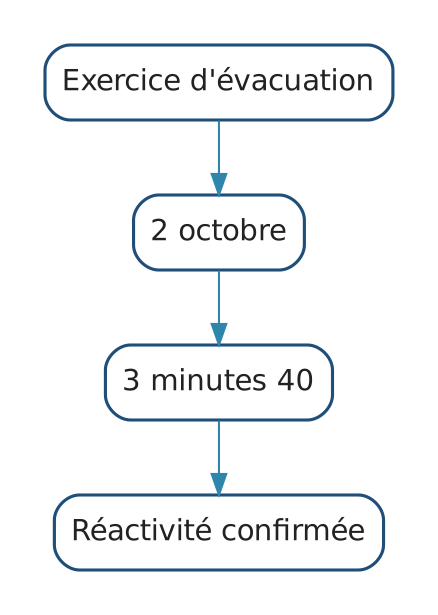 Exercice d'évacuation
2 octobre
3 minutes 40
Réactivité confirmée